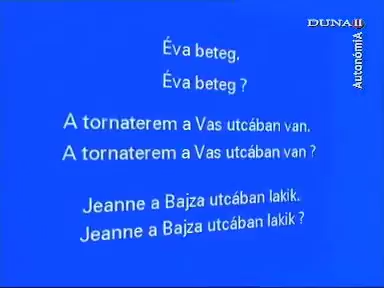 DUNA II
AutonómiA
Éva beteg.
Éva beteg ?
A tornaterem a Vas utcában van.
A tornaterem a Vas utcában van ?
Jeanne a Bajza utcában lakik.
Jeanne a Bajza utcában lakik ?